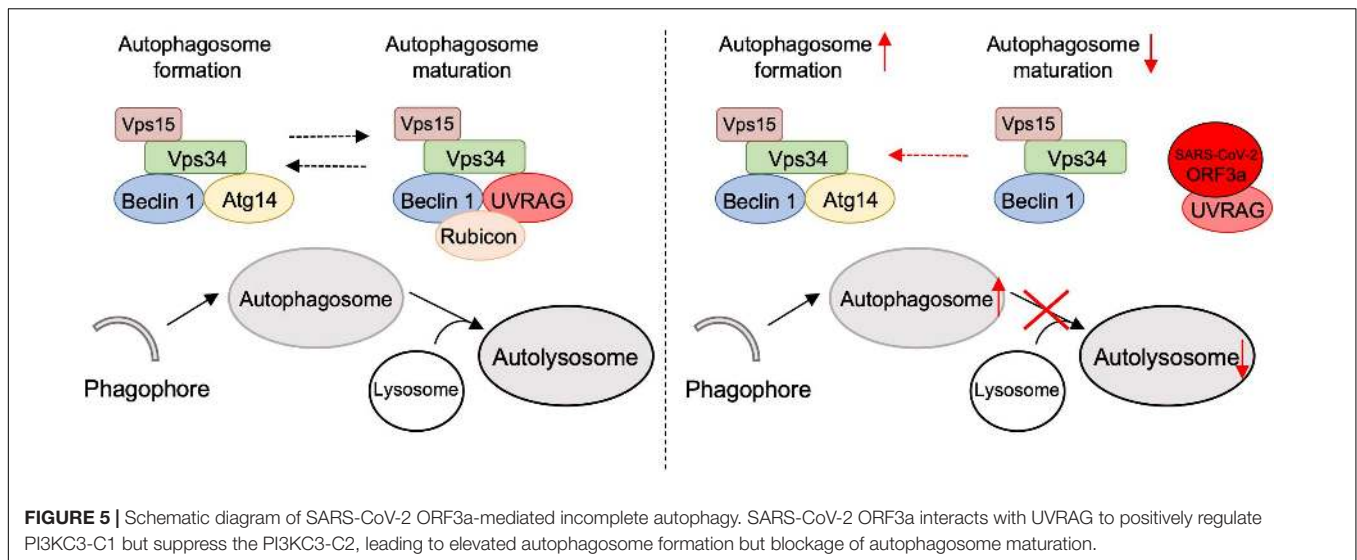 Autophagosome
formation
Autophagosome
maturation
Vps15
Vps34
Beclin 1
Atg14
Vps15
Vps34
Beclin 1
UVRAG
Rubicon
Autophagosome
Phagophore
Lysosome
Autolysosome
Autophagosome
formation
Autophagosome
maturation
Vps15
Vps34
Beclin 1
Atg14
Vps15
Vps34
Beclin 1
SARS-CoV-2
ORF3a
UVRAG
Autophagosome
Phagophore
Lysosome
Autolysosome
FIGURE 5 | Schematic diagram of SARS-CoV-2 ORF3a-mediated incomplete autophagy. SARS-CoV-2 ORF3a interacts with UVRAG to positively regulate
PI3KC3-C1 but suppress the PI3KC3-C2, leading to elevated autophagosome formation but blockage of autophagosome maturation.